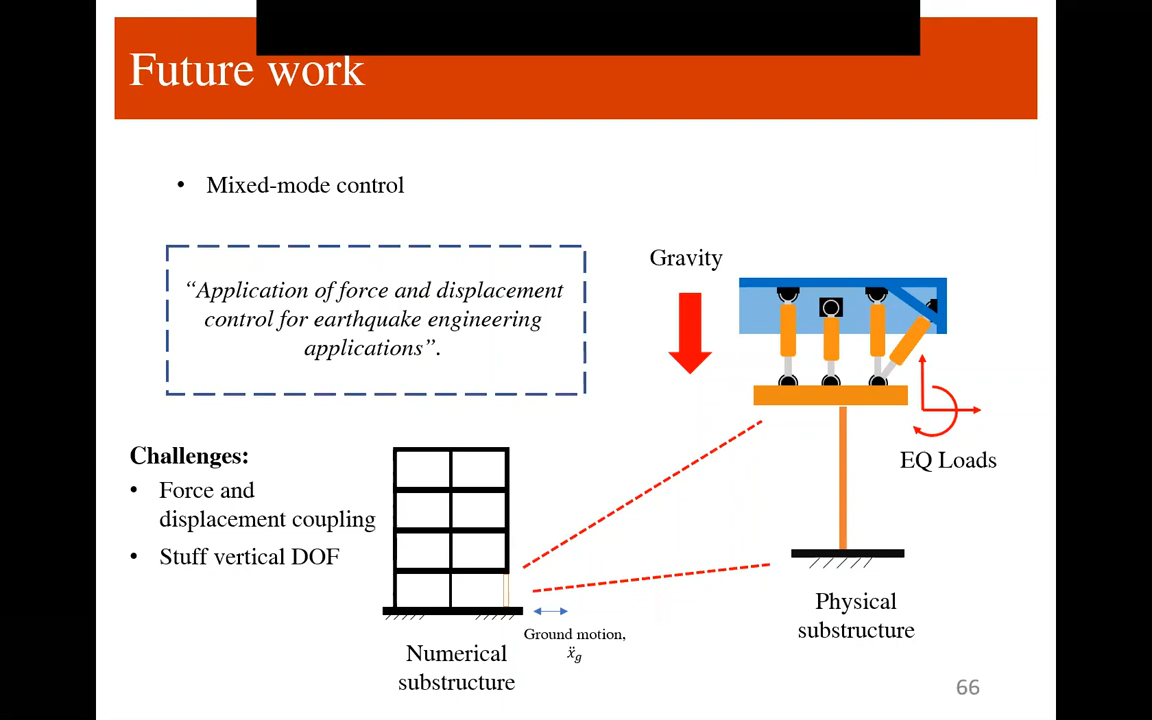 Future work
• Mixed-mode control
“Application of force and displacement
control for earthquake engineering
applications”.
Gravity
EQ Loads
Challenges:
• Force and
displacement coupling
• Stuff vertical DOF
Ground motion,
ẍg
Numerical
substructure
Physical
substructure
66